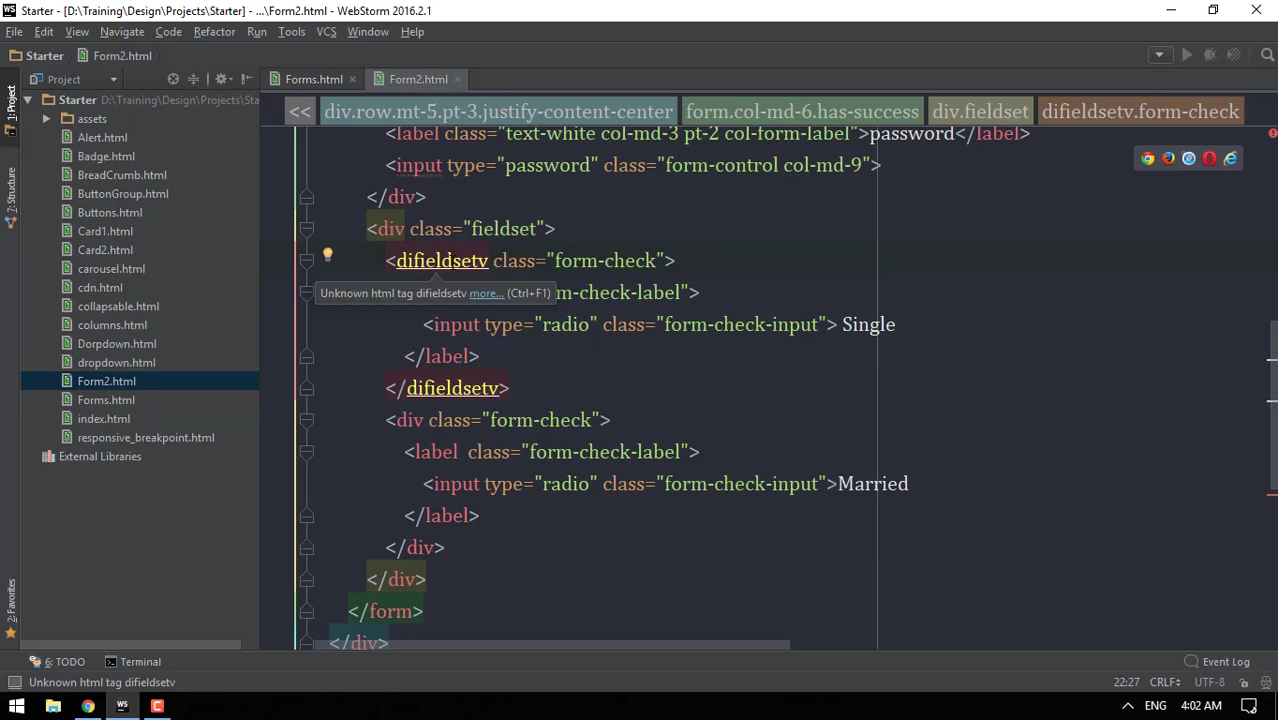 WS
Starter - [D:\Training\Design\Projects\Starter] - ...\Form2.html - WebStorm 2016.2.1
File Edit View Navigate Code Refactor Run Tools VCS Window Help
Starter Form2.html
Project
Forms.html
Form2.html
1: Project
7: Structure
2: Favorites
Starter D:\Training\Design\Projects\Sta
assets
Alert.html
Badge.html
BreadCrumb.html
ButtonGroup.html
Buttons.html
Card1.html
Card2.html
carousel.html
cdn.html
collapsable.html
columns.html
Dorpdown.html
dropdown.html
Form2.html
Forms.html
index.html
responsive_breakpoint.html
External Libraries
<< div.row.mt-5.pt-3.justify-content-center form.col-md-6.has-success div.fieldset difieldsetv.form-check
<label class="text-white col-md-3 pt-2 col-form-label">password</label>
<input type="password" class="form-control col-md-9">
</div>
<div class="fieldset">
<difieldsetv class="form-check">
Unknown html tag difieldsetv more... (Ctrl+F1)
m-check-label">
<input type="radio" class="form-check-input"> Single
</label>
</difieldsetv>
<div class="form-check">
<label class="form-check-label">
<input type="radio" class="form-check-input">Married
</label>
</div>
</div>
</form>
</div>
6: TODO Terminal
Event Log
Unknown html tag difieldsetv
22:27 CRLF UTF-8
WS
ENG 4:02 AM